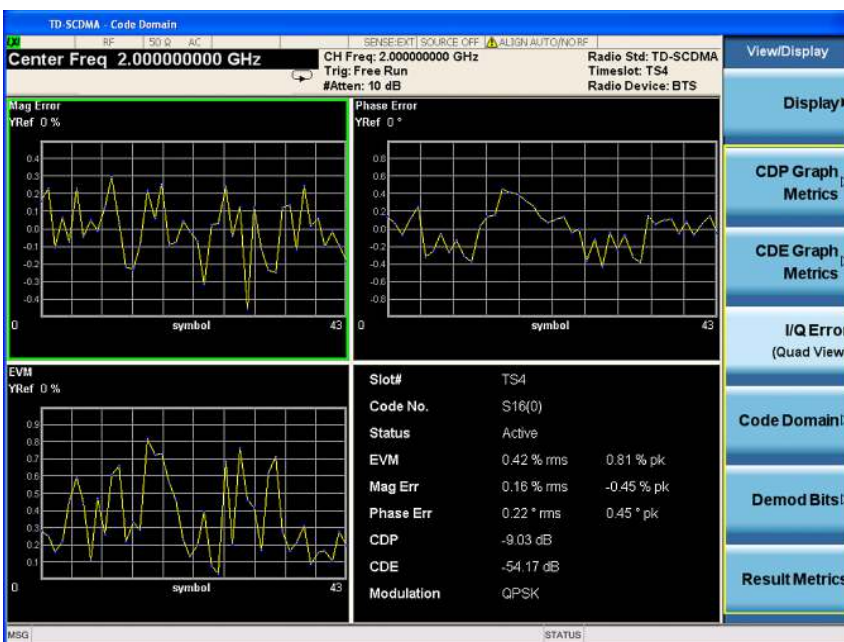 TD-SCDMA - Code Domain
LXI RF 50 Ω AC SENSE:EXT SOURCE OFF ALIGN AUTO/NO RF
Center Freq 2.000000000 GHz
CH Freq: 2.000000000 GHz
Trig: Free Run
#Atten: 10 dB
Radio Std: TD-SCDMA
Timeslot: TS4
Radio Device: BTS
Mag Error
YRef 0 %
0.4
0.3
0.2
0.1
0.0
-0.1
-0.2
-0.3
-0.4
0 symbol 43
Phase Error
YRef 0 °
0.8
0.6
0.4
0.2
0.0
-0.2
-0.4
-0.6
-0.8
0 symbol 43
EVM
YRef 0 %
0.9
0.8
0.7
0.6
0.5
0.4
0.3
0.2
0.1
0 symbol 43
Slot# TS4
Code No. S16(0)
Status Active
EVM 0.42 % rms 0.81 % pk
Mag Err 0.16 % rms -0.45 % pk
Phase Err 0.22 ° rms 0.45 ° pk
CDP -9.03 dB
CDE -54.17 dB
Modulation QPSK
View/Display
Display
CDP Graph
Metrics
CDE Graph
Metrics
I/Q Erro
(Quad View
Code Domain
Demod Bits
Result Metrics
MSG STATUS